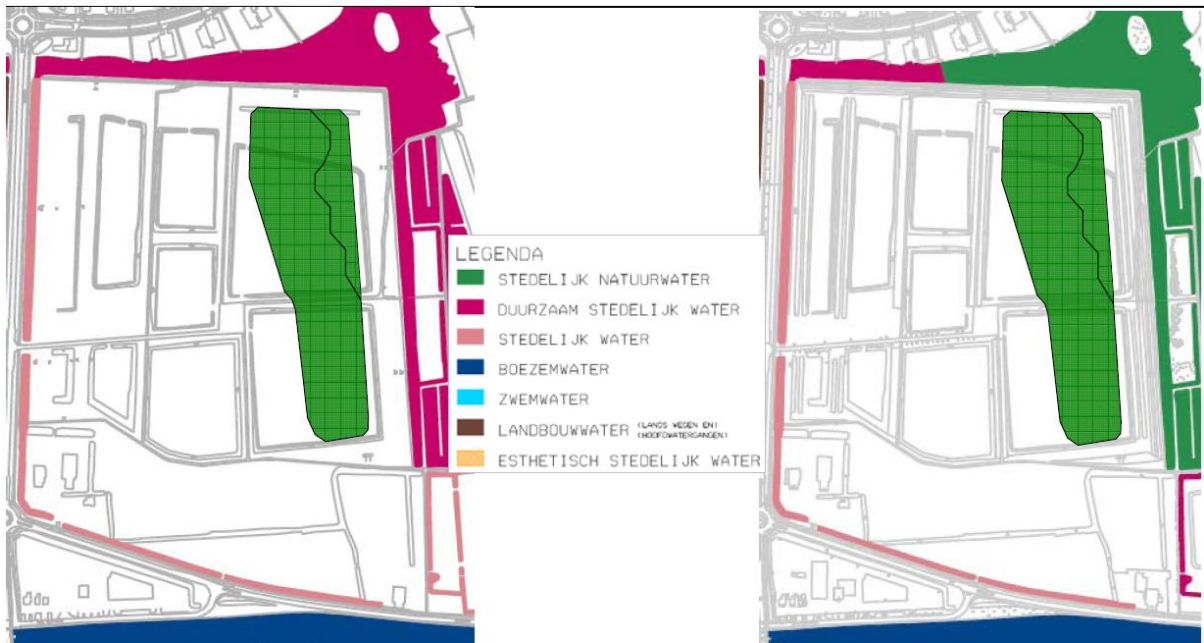 LEGENDA
STEDELIJK NATUURWATER
DUURZAAM STEDELIJK WATER
STEDELIJK WATER
BOEZEMWATER
ZWEMWATER
LANDBOUWWATER (LANGS WEGEN EN)
(HOOFDWATERGANGEN)
ESTHETISCH STEDELIJK WATER